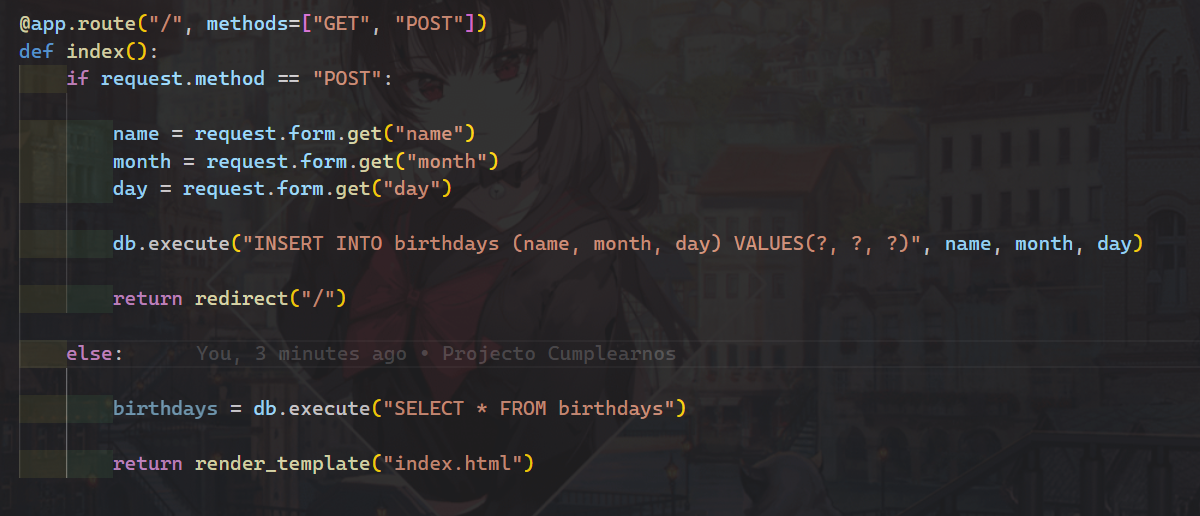 @app.route("/", methods=["GET", "POST"])
def index():
if request.method == "POST":
name = request.form.get("name")
month = request.form.get("month")
day = request.form.get("day")
db.execute("INSERT INTO birthdays (name, month, day) VALUES(?, ?, ?)", name, month, day)
return redirect("/")
else: You, 3 minutes ago • Projecto Cumplearnos
birthdays = db.execute("SELECT * FROM birthdays")
return render_template("index.html")